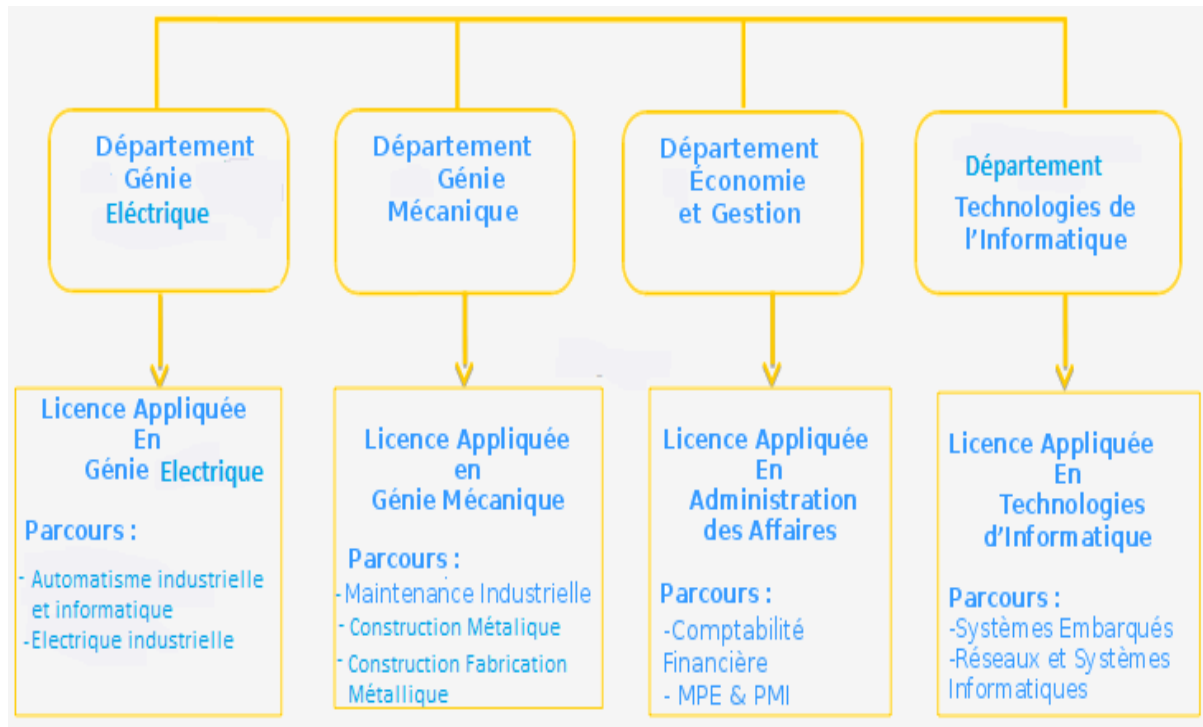 Département
Génie
Eléctrique
Département
Génie
Mécanique
Département
Économie
et Gestion
Département
Technologies de
l'Informatique
Licence Appliquée
En
Génie Electrique
Parcours :
- Automatisme industrielle
et informatique
-Electrique industrielle
Licence Appliquée
en
Génie Mécanique
Parcours :
-Maintenance Industrielle
- Construction Métalique
- Construction Fabrication
Métallique
Licence Appliquée
En
Administration
des Affaires
Parcours :
-Comptabilité
Financière
- MPE & PMI
Licence Appliquée
En
Technologies
d'Informatique
Parcours :
-Systèmes Embarqués
-Réseaux et Systèmes
Informatiques